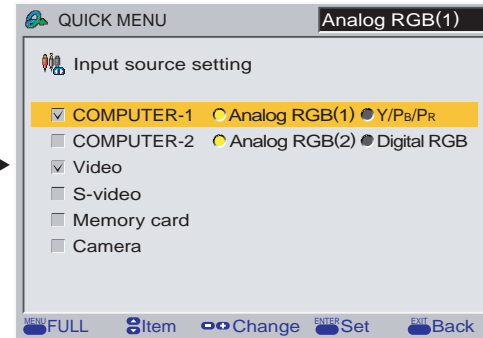 QUICK MENU Analog RGB(1)
Input source setting
COMPUTER-1 Analog RGB(1) Y/PB/PR
COMPUTER-2 Analog RGB(2) Digital RGB
Video
S-video
Memory card
Camera
MENU FULL Item Change ENTER Set EXIT Back